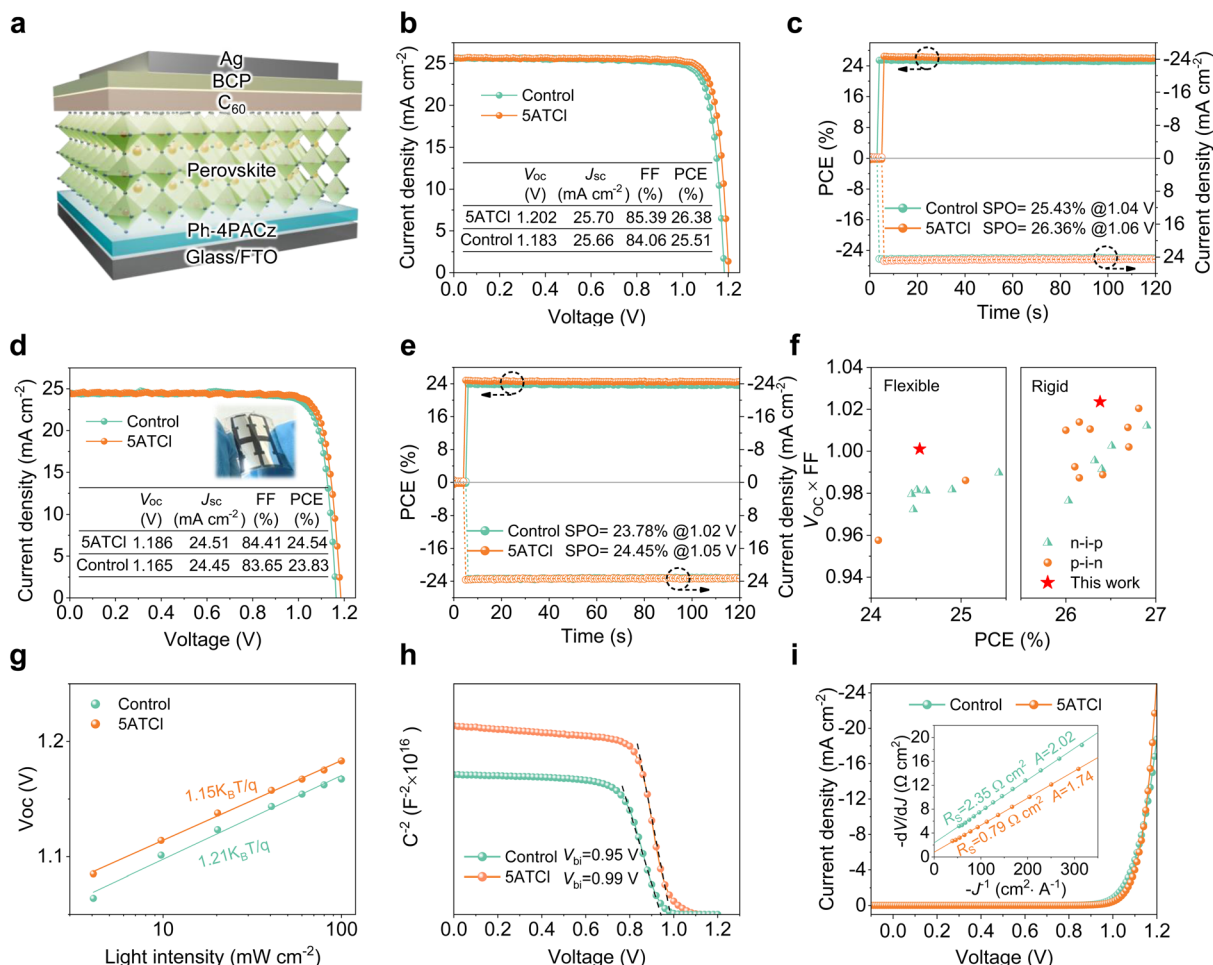 a
Ag
BCP
C60
Perovskite
Ph-4PACz
Glass/FTO
b
Current density (mA cm-2)
25
20
15
10
5
0
Control
5ATCl
VOC JSC FF PCE
(V) (mA cm-2) (%) (%)
5ATCl 1.202 25.70 85.39 26.38
Control 1.183 25.66 84.06 25.51
0.0 0.2 0.4 0.6 0.8 1.0 1.2
Voltage (V)
c
PCE (%)
24
16
8
0
-8
-16
-24
Control SPO= 25.43% @1.04 V
5ATCl SPO= 26.36% @1.06 V
-24
-16
-8
0
8
16
24
Current density (mA cm-2)
0 20 40 60 80 100 120
Time (s)
d
Current density (mA cm-2)
25
20
15
10
5
0
Control
5ATCl
VOC JSC FF PCE
(V) (mA cm-2) (%) (%)
5ATCl 1.186 24.51 84.41 24.54
Control 1.165 24.45 83.65 23.83
0.0 0.2 0.4 0.6 0.8 1.0 1.2
Voltage (V)
e
PCE (%)
24
16
8
0
-8
-16
-24
Control SPO= 23.78% @1.02 V
5ATCl SPO= 24.45% @1.05 V
-24
-16
-8
0
8
16
24
Current density (mA cm-2)
0 20 40 60 80 100 120
Time (s)
f
VOC × FF
1.04
1.02
1.00
0.98
0.96
0.94
Flexible
Rigid
n-i-p
p-i-n
This work
24 25 26 27
PCE (%)
g
Voc (V)
1.2
1.1
Control
5ATCl
1.15KBT/q
1.21KBT/q
10 100
Light intensity (mW cm-2)
h
C-2 (F-2×1016)
Control Vbi=0.95 V
5ATCl Vbi=0.99 V
0.0 0.2 0.4 0.6 0.8 1.0 1.2
Voltage (V)
i
Current density (mA cm-2)
-24
-20
-16
-12
-8
-4
0
Control 5ATCl
-dV/dJ (Ω cm2)
20
16
12
8
4
0
RS=2.35 Ω cm2 A=2.02
RS=0.79 Ω cm2 A=1.74
0 100 200 300
-J-1 (cm2· A-1)
0.0 0.2 0.4 0.6 0.8 1.0 1.2
Voltage (V)